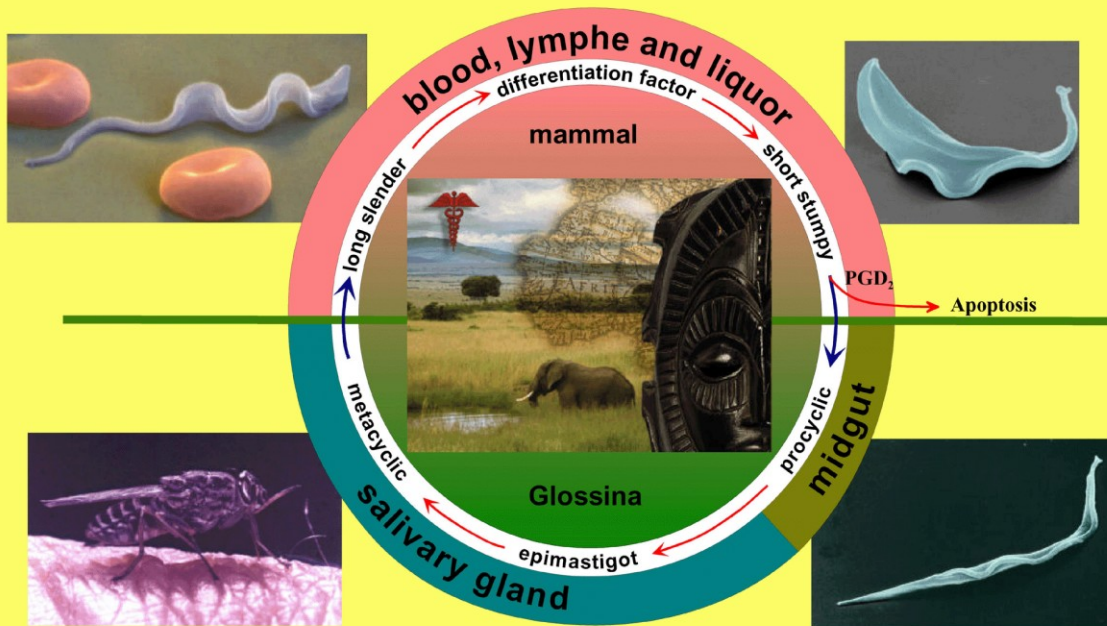 blood, lymphe and liquor
differentiation factor
mammal
long slender
short stumpy
PGD₂
Apoptosis
AFRI
metacyclic
procyclic
midgut
Glossina
epimastigot
salivary gland